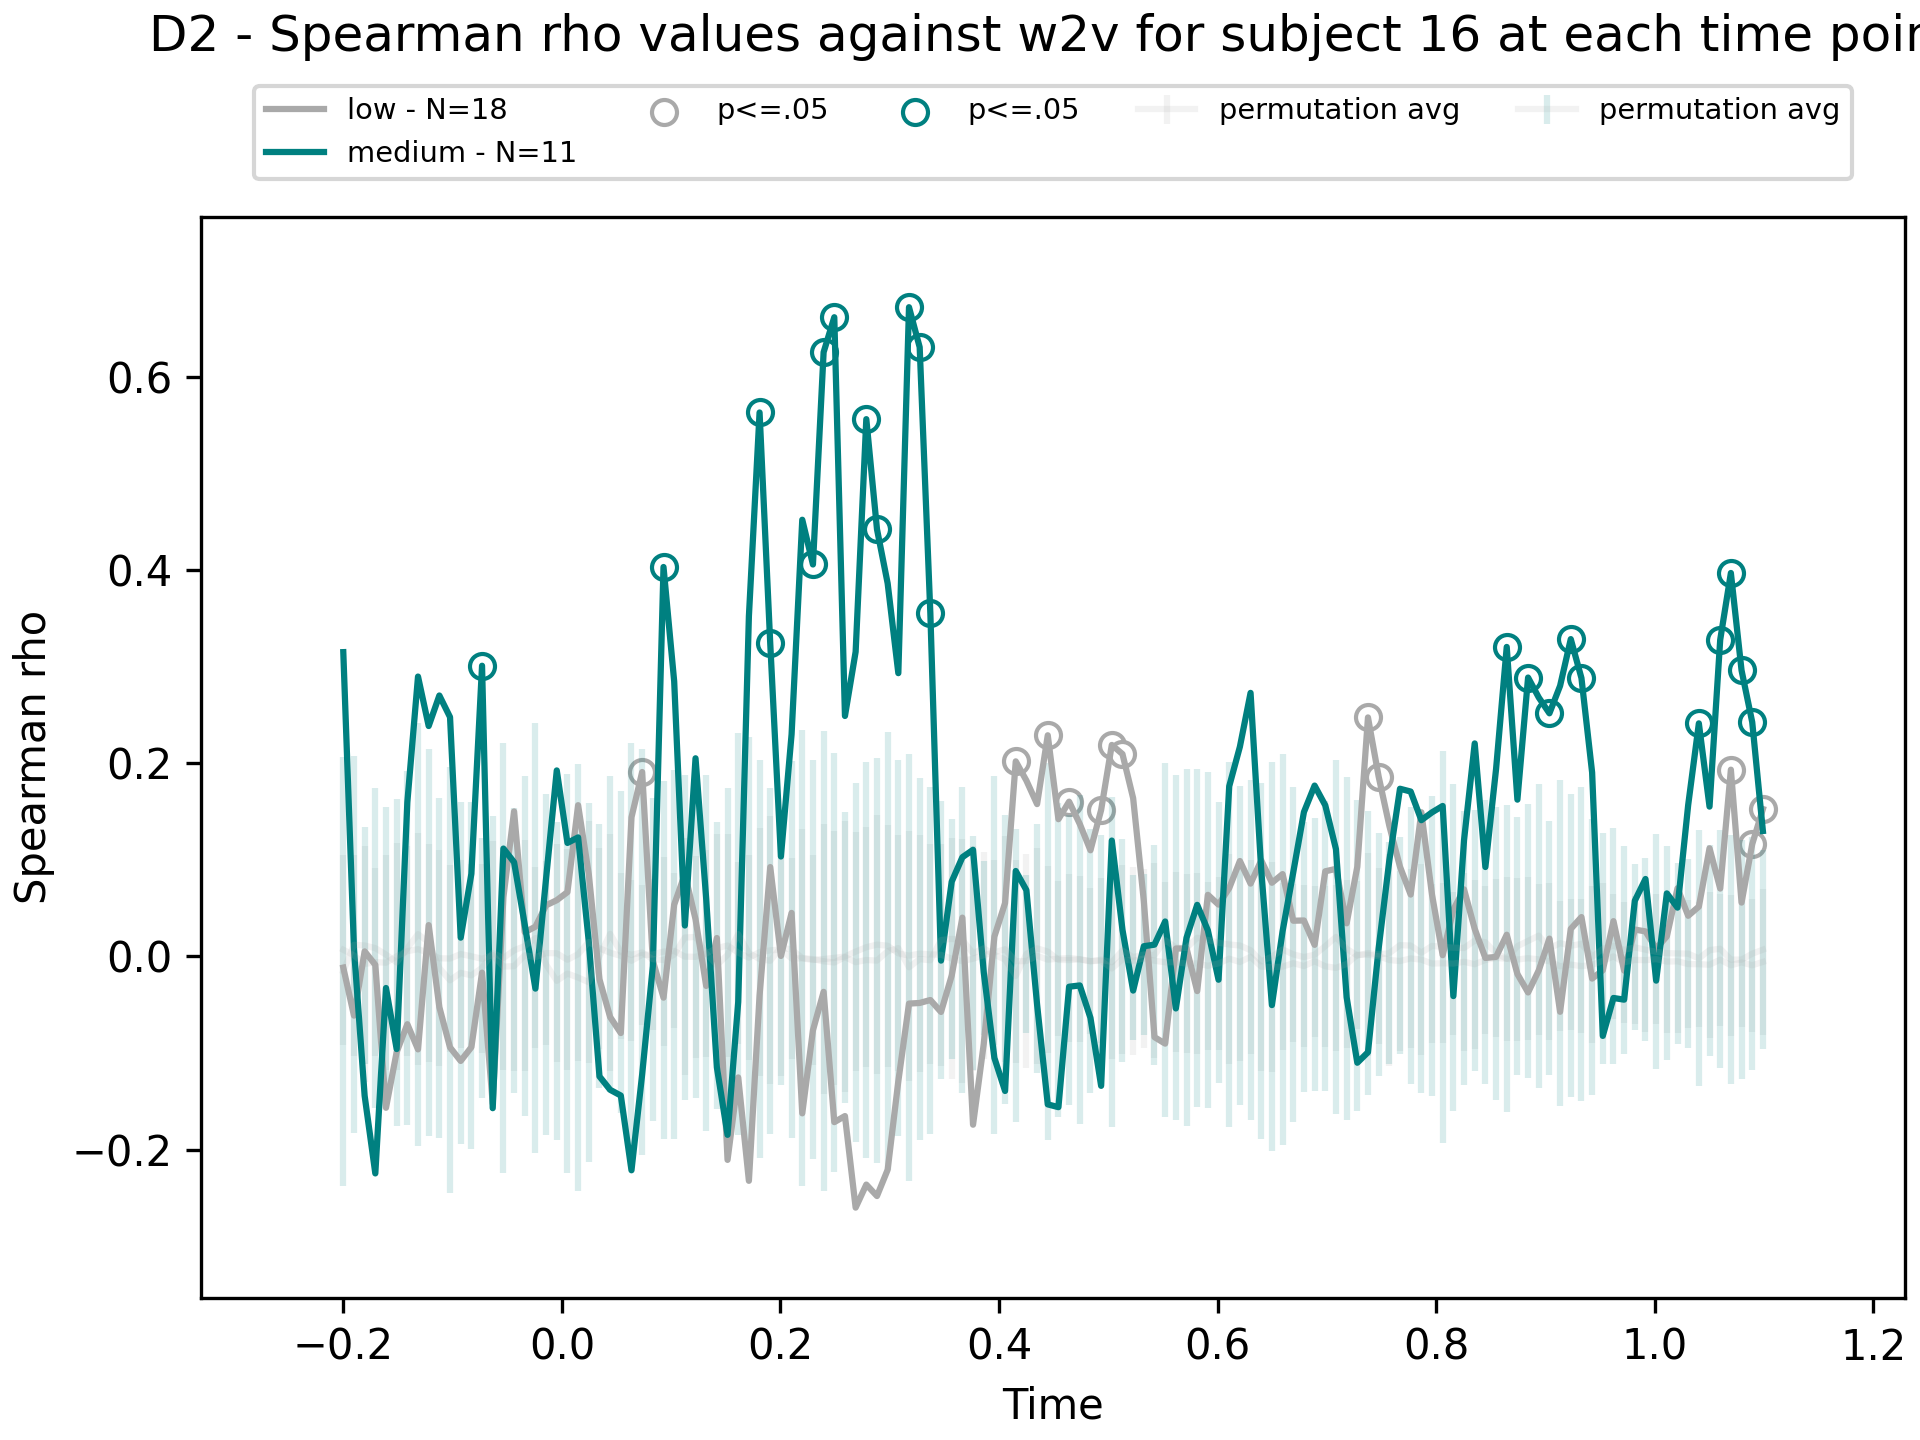 D2 - Spearman rho values against w2v for subject 16 at each time poi
low - N=18
medium - N=11
p<=.05
p<=.05
permutation avg
permutation avg
Spearman rho
0.6
0.4
0.2
0.0
−0.2
−0.2
0.0
0.2
0.4
0.6
0.8
1.0
1.2
Time